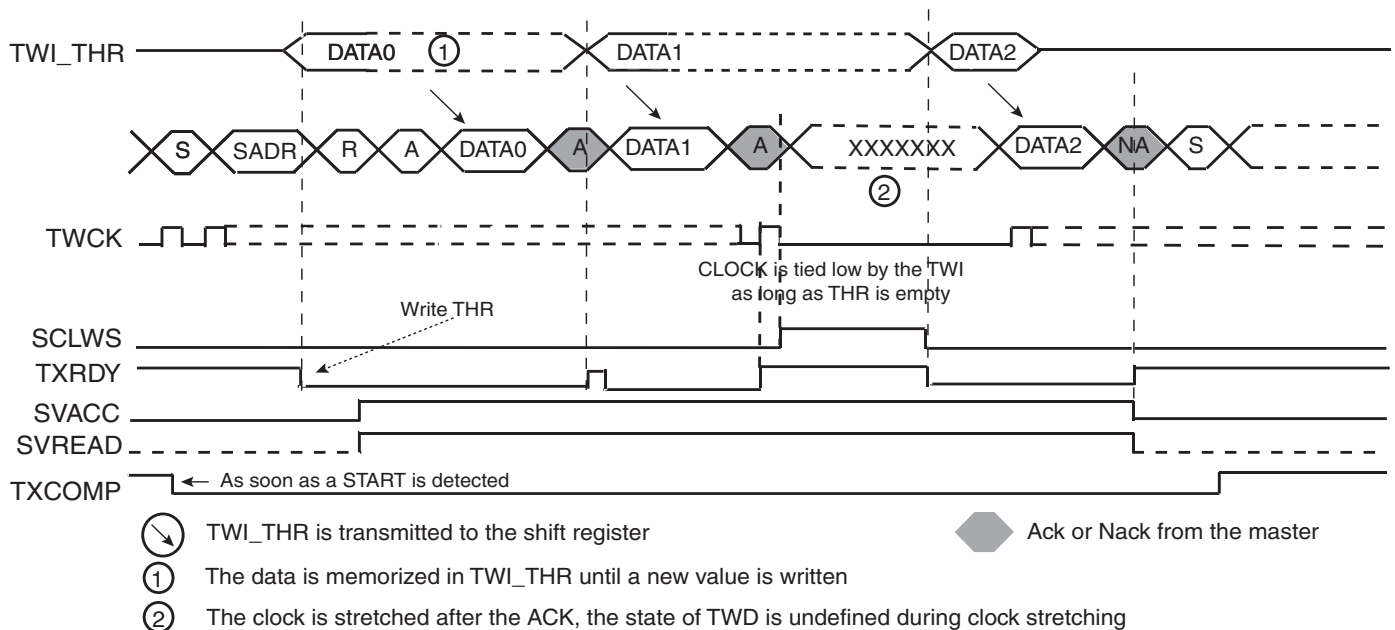 TWI_THR DATA0 1 DATA1 DATA2
S SADR R A DATA0 A DATA1 A XXXXXXX DATA2 NA S
2
TWCK
CLOCK is tied low by the TWI
as long as THR is empty
Write THR
SCLWS
TXRDY
SVACC
SVREAD
TXCOMP As soon as a START is detected
TWI_THR is transmitted to the shift register Ack or Nack from the master
1 The data is memorized in TWI_THR until a new value is written
2 The clock is stretched after the ACK, the state of TWD is undefined during clock stretching